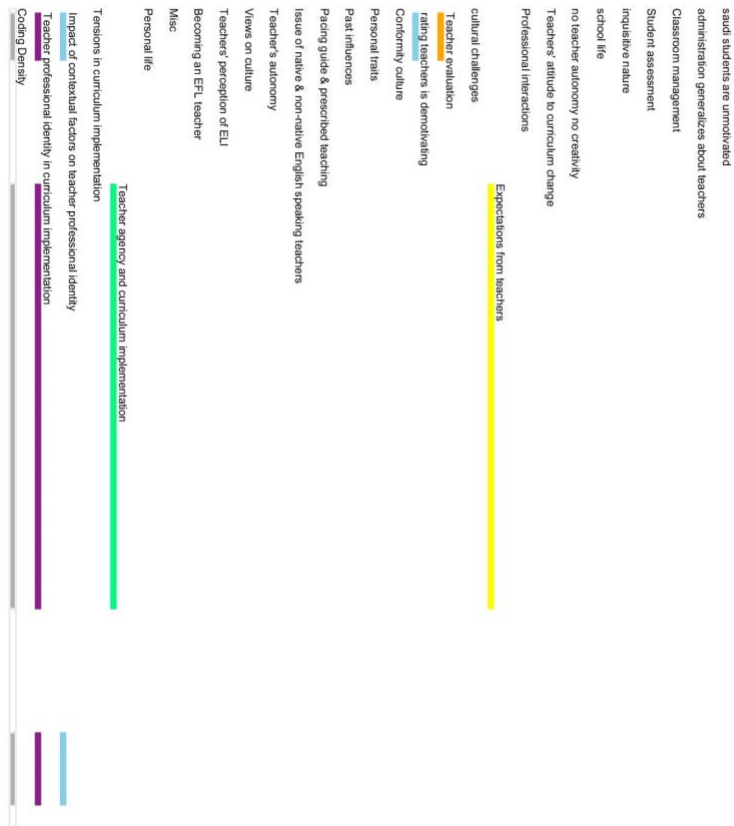 saudi students are unmotivated
administration generalizes about teachers
Classroom management
Student assessment
inquisitive nature
school life
no teacher autonomy no creativity
Teachers' attitude to curriculum change
Professional interactions
Expectations from teachers
cultural challenges
Teacher evaluation
rating teachers is demotivating
Conformity culture
Personal traits
Past influences
Pacing guide & prescribed teaching
Issue of native & non-native English speaking teachers
Teacher's autonomy
Views on culture
Teachers' perception of ELI
Becoming an EFL teacher
Misc
Personal life
Teacher agency and curriculum implementation
Tensions in curriculum implementation
Impact of contextual factors on teacher professional identity
Teacher professional identity in curriculum implementation
Coding Density